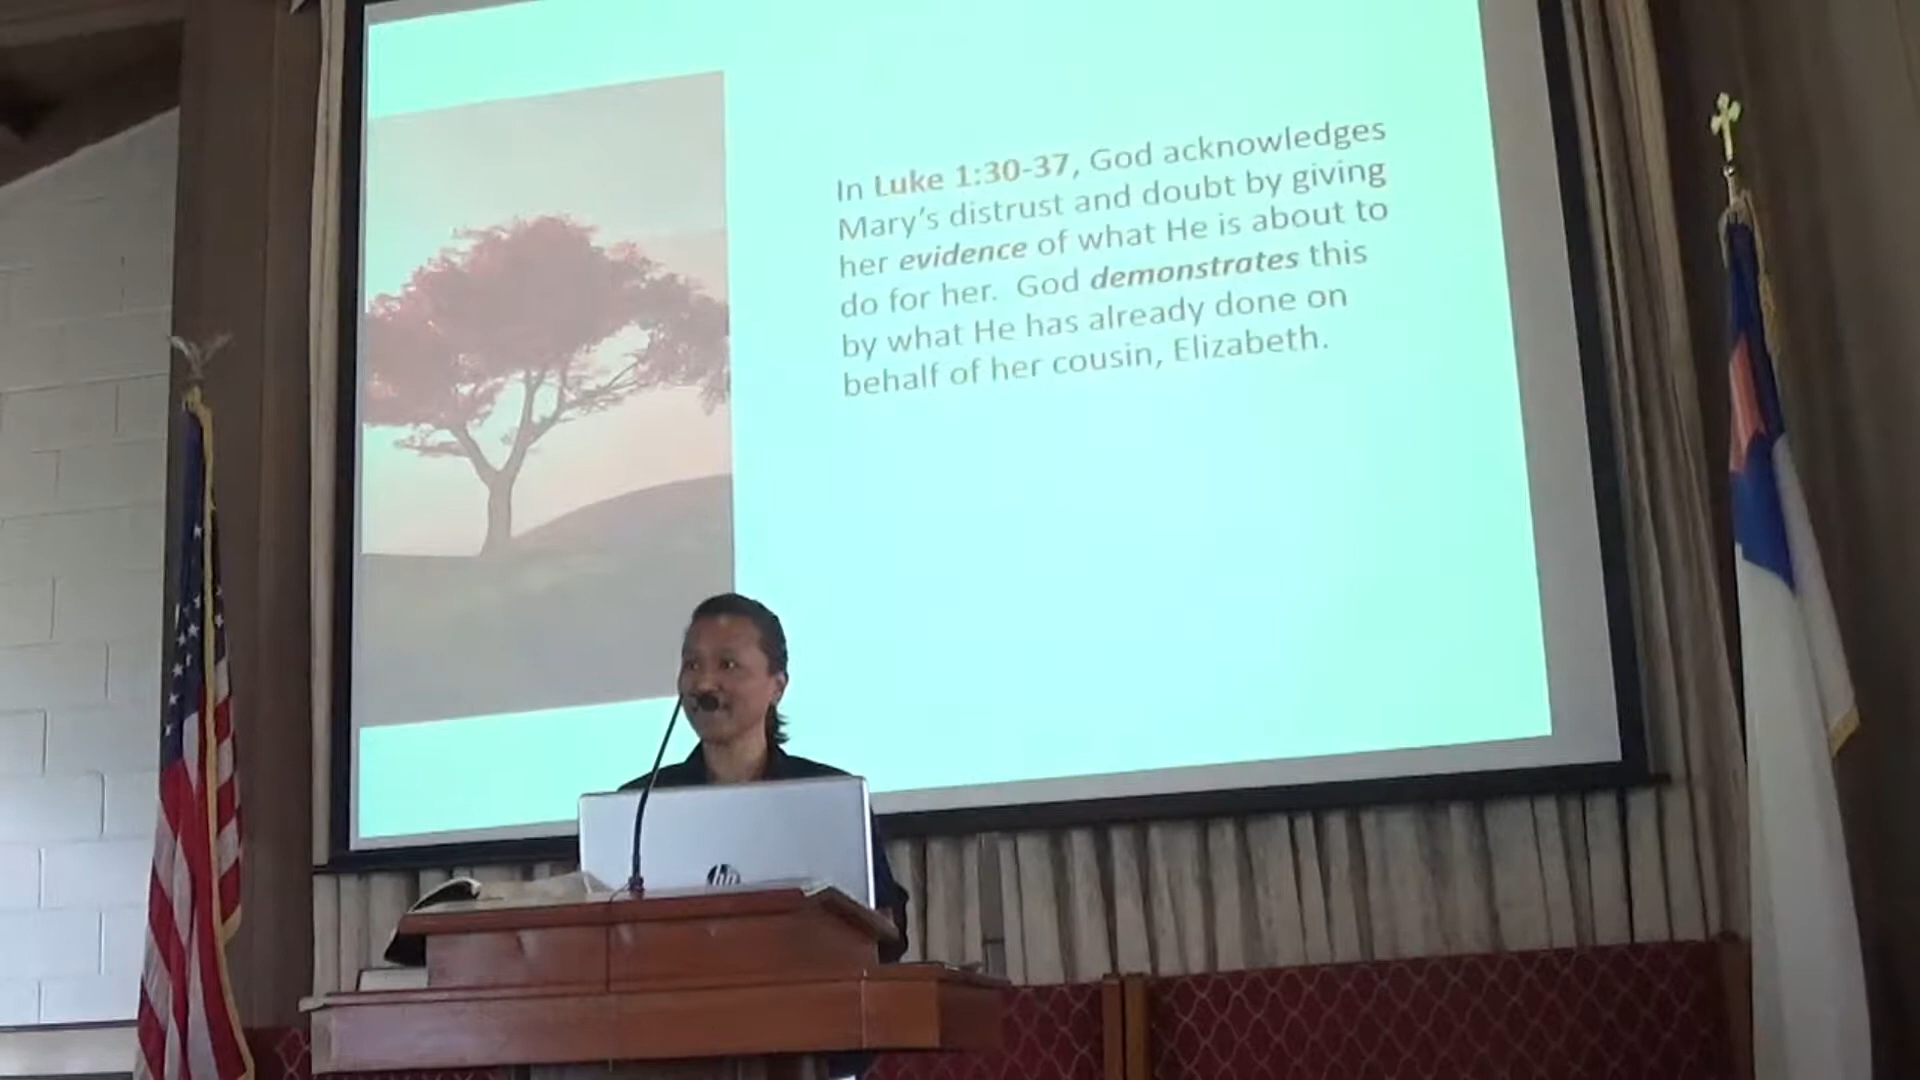 In Luke 1:30-37, God acknowledges
Mary's distrust and doubt by giving
her evidence of what He is about to
do for her. God demonstrates this
by what He has already done on
behalf of her cousin, Elizabeth.
hp